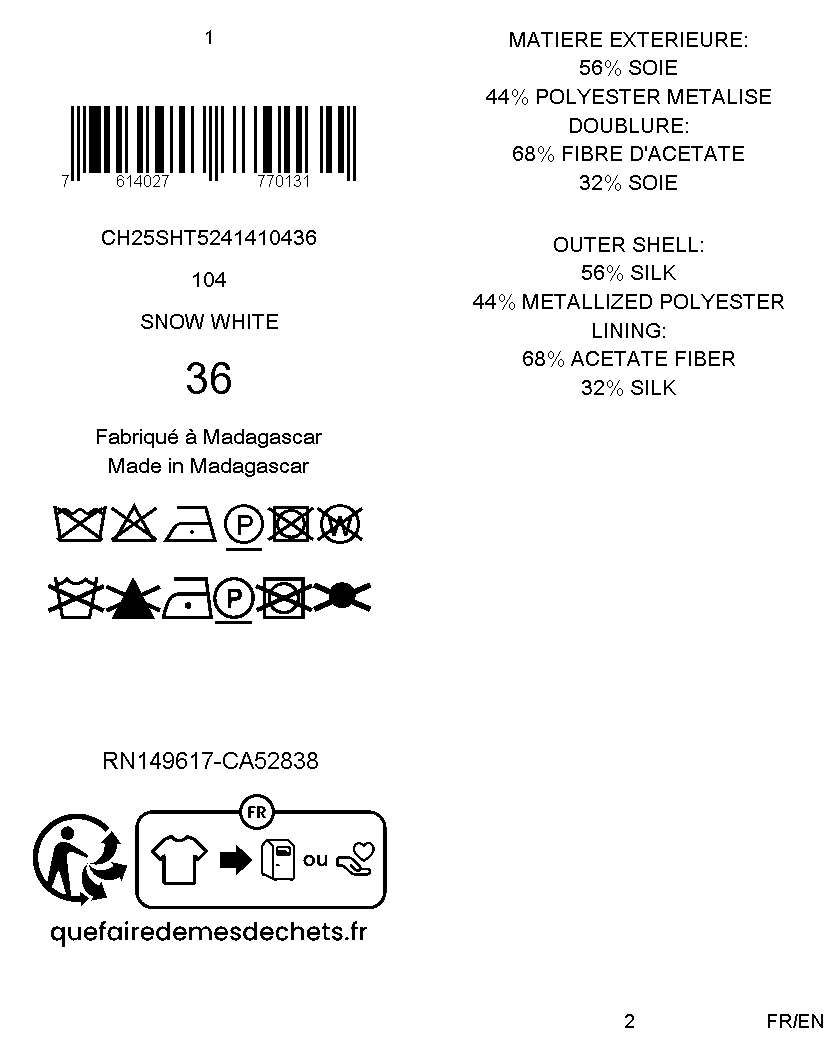 1
7 614027 770131
CH25SHT5241410436
104
SNOW WHITE
36
Fabriqué à Madagascar
Made in Madagascar
P W
P
RN149617-CA52838
FR
ou
quefairedemesdechets.fr
MATIERE EXTERIEURE:
56% SOIE
44% POLYESTER METALISE
DOUBLURE:
68% FIBRE D'ACETATE
32% SOIE
OUTER SHELL:
56% SILK
44% METALLIZED POLYESTER
LINING:
68% ACETATE FIBER
32% SILK
2
FR/EN